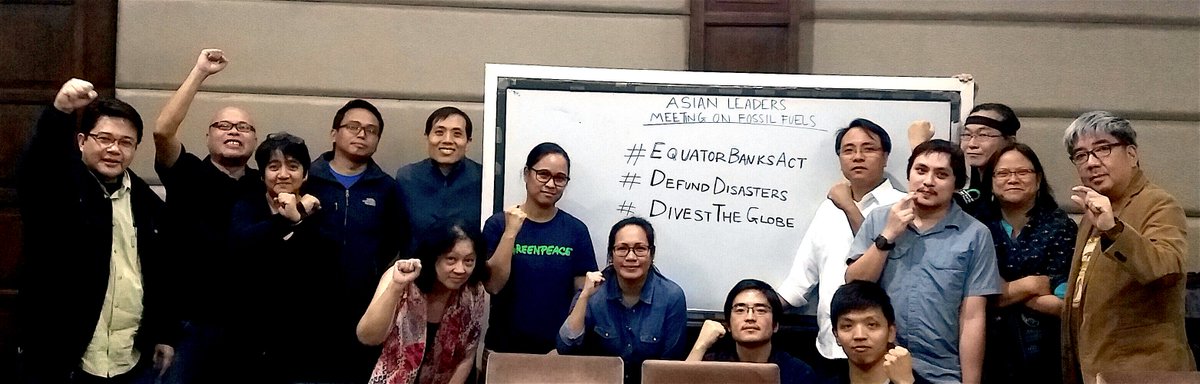 ASIAN LEADERS
MEETING ON FOSSIL FUELS
#EQUATORBANKSACT
# DEFUNDDISASTERS
# DIVESTTHEGLOBE
GREENPEACE